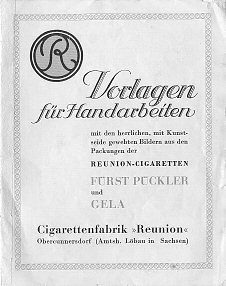 R
Vorlagen
für Handarbeiten
mit den herrlichen, mit Kunst-
seide gewebten Bildern aus den
Packungen der
REUNION-CIGARETTEN
FÜRST PÜCKLER
und
GELA
Cigarettenfabrik »Reunion«
Obercunnersdorf (Amtsh. Löbau in Sachsen)